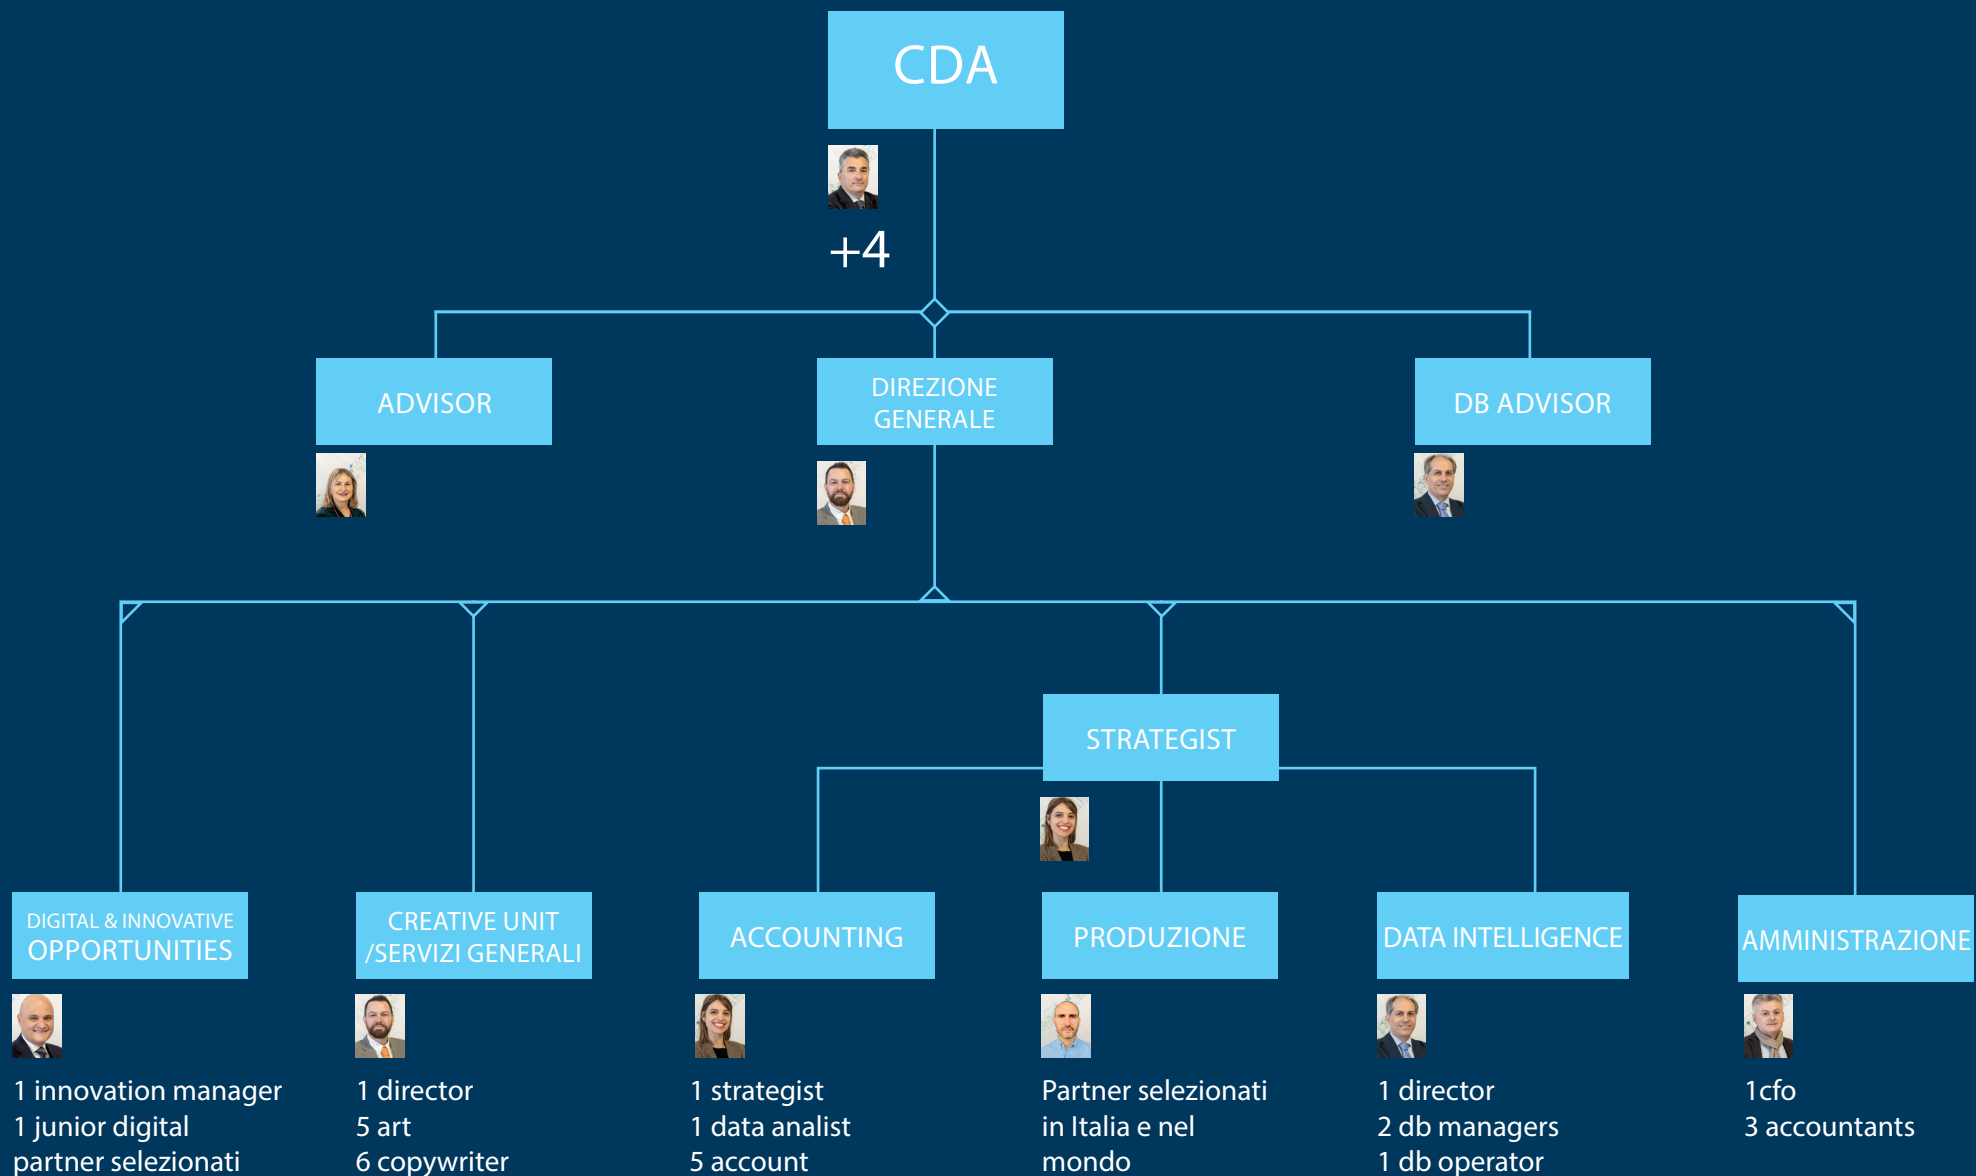 CDA
+4
ADVISOR
DIREZIONE
GENERALE
DB ADVISOR
STRATEGIST
DIGITAL & INNOVATIVE
OPPORTUNITIES
CREATIVE UNIT
/SERVIZI GENERALI
ACCOUNTING
PRODUZIONE
DATA INTELLIGENCE
AMMINISTRAZIONE
1 innovation manager
1 junior digital
partner selezionati
1 director
5 art
6 copywriter
1 strategist
1 data analist
5 account
Partner selezionati
in Italia e nel
mondo
1 director
2 db managers
1 db operator
1cfo
3 accountants